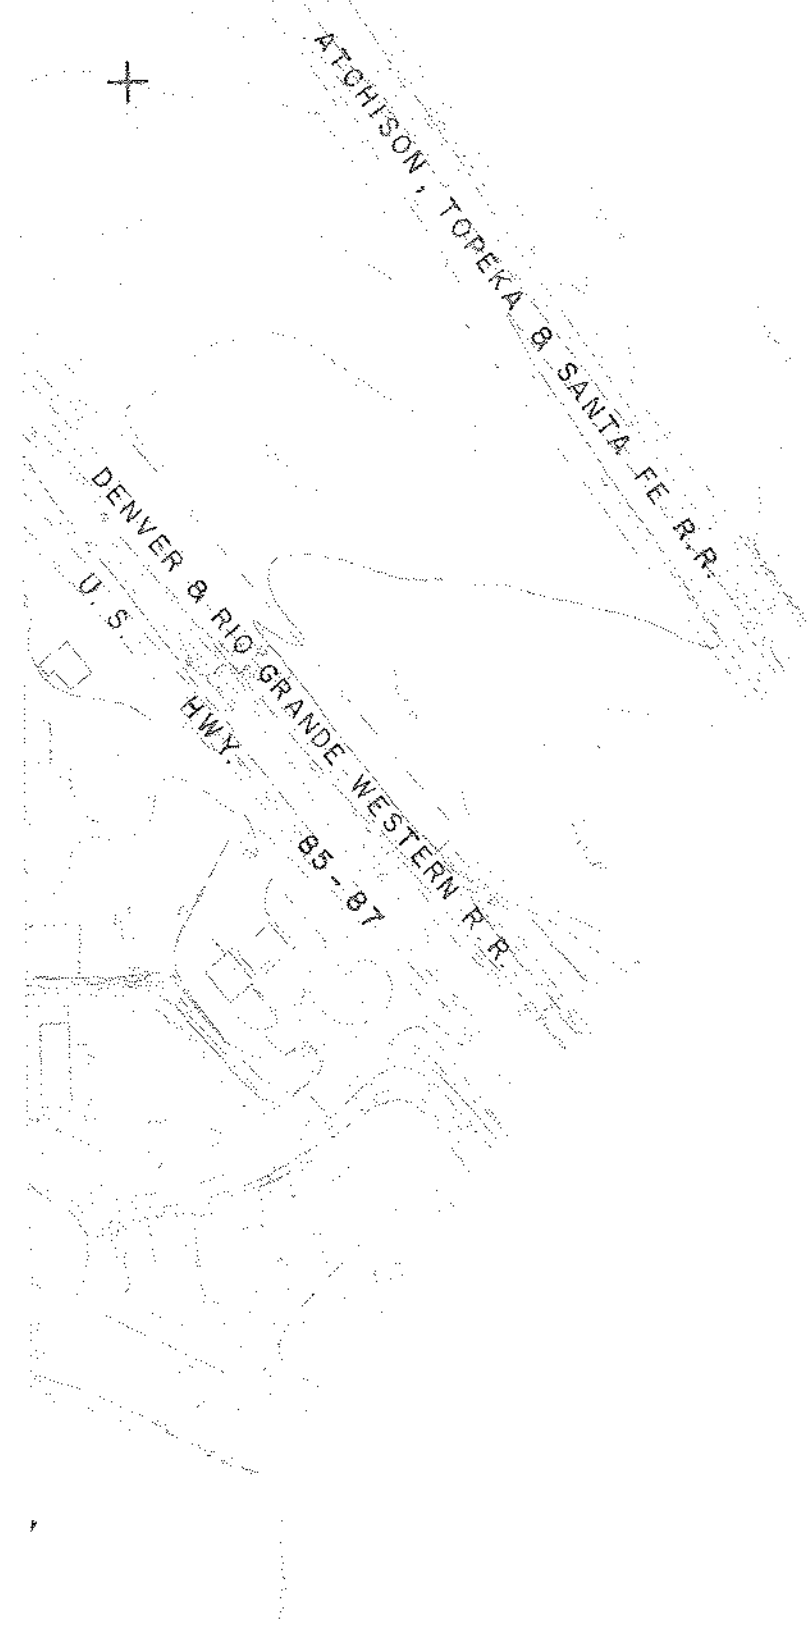 ATCHISON, TOPEKA & SANTA FE R.R.
DENVER & RIO GRANDE WESTERN R R.
U. S. HWY. 85-87